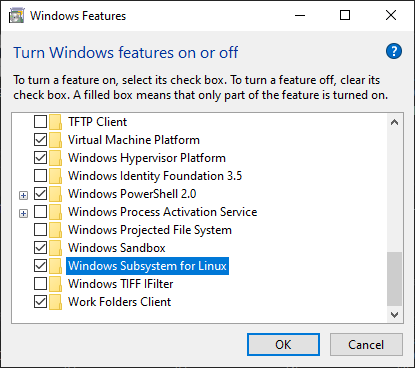 Windows Features
Turn Windows features on or off
?
To turn a feature on, select its check box. To turn a feature off, clear its
check box. A filled box means that only part of the feature is turned on.
TFTP Client
Virtual Machine Platform
Windows Hypervisor Platform
Windows Identity Foundation 3.5
Windows PowerShell 2.0
Windows Process Activation Service
Windows Projected File System
Windows Sandbox
Windows Subsystem for Linux
Windows TIFF IFilter
Work Folders Client
OK
Cancel